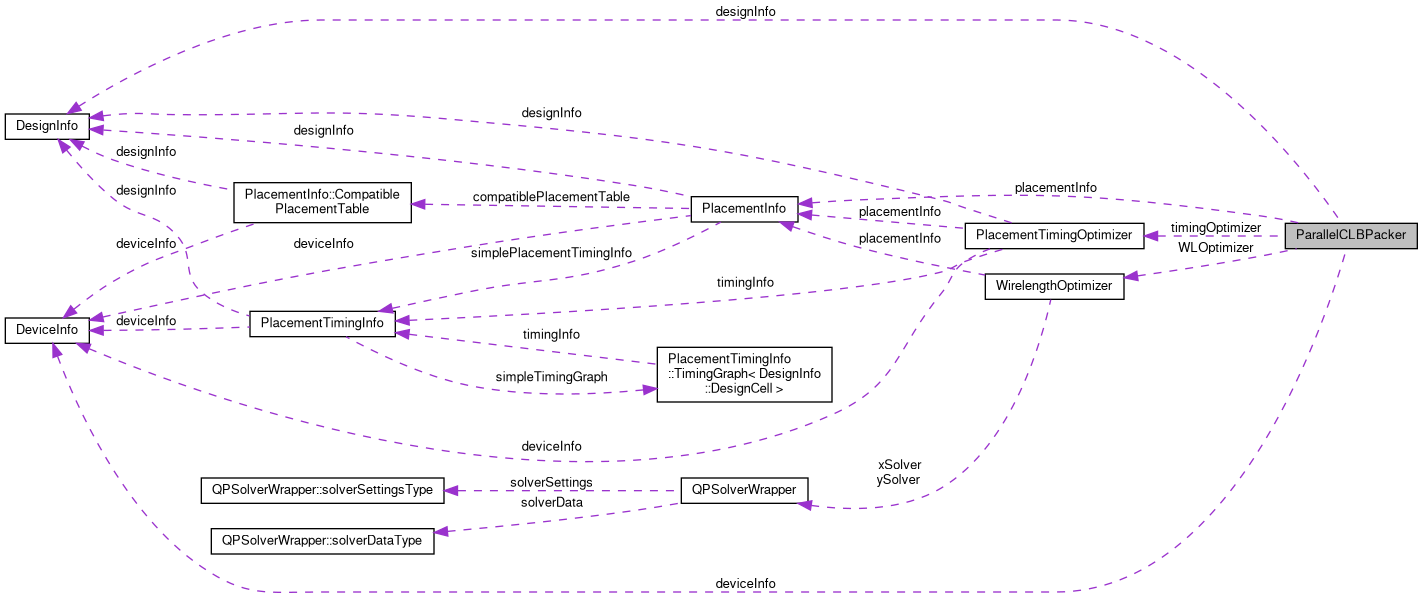 designInfo
designInfo
DesignInfo
designInfo
designInfo
PlacementInfo::Compatible
PlacementTable
compatiblePlacementTable
PlacementInfo
placementInfo
designInfo
placementInfo
PlacementTimingOptimizer
timingOptimizer
ParallelCLBPacker
placementInfo
WLOptimizer
deviceInfo
deviceInfo
simplePlacementTimingInfo
timingInfo
WirelengthOptimizer
DeviceInfo
deviceInfo
PlacementTimingInfo
timingInfo
PlacementTimingInfo
::TimingGraph< DesignInfo
::DesignCell >
simpleTimingGraph
deviceInfo
xSolver
ySolver
QPSolverWrapper::solverSettingsType
solverSettings
QPSolverWrapper
solverData
QPSolverWrapper::solverDataType
deviceInfo